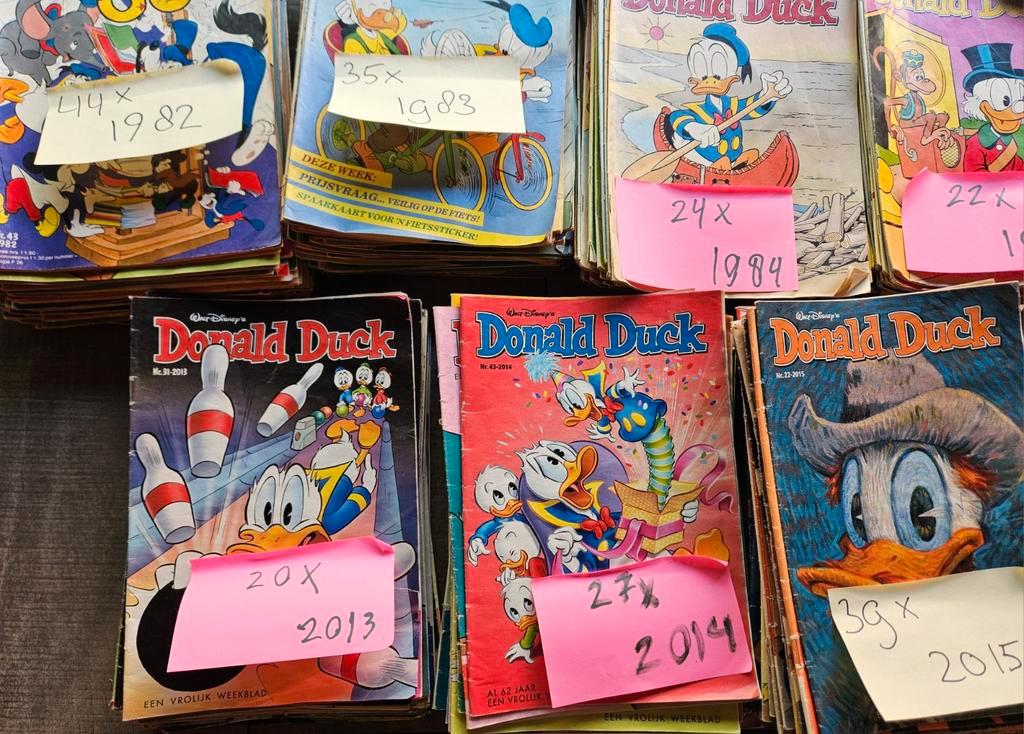 44x
1982
Nr. 43
1982
35x
1983
DEZE WEEK:
PRIJSVRAAG... VEILIG OP DE FIETS!
SPAARKAART VOOR 'N FIETSSTICKER!
Donald Duck
24x
1984
22x
WALT DISNEY'S
Donald Duck
Nr. 31-2013
20x
2013
EEN VROLIJK WEEKBLAD
WALT DISNEY'S
Donald Duck
Nr. 43-2014
27x
2014
AL 62 JAAR
EEN VROLIJK
EEN VROLIJK WEEKBLAD
WALT DISNEY'S
Donald Duck
Nr. 22-2015
39x
2015